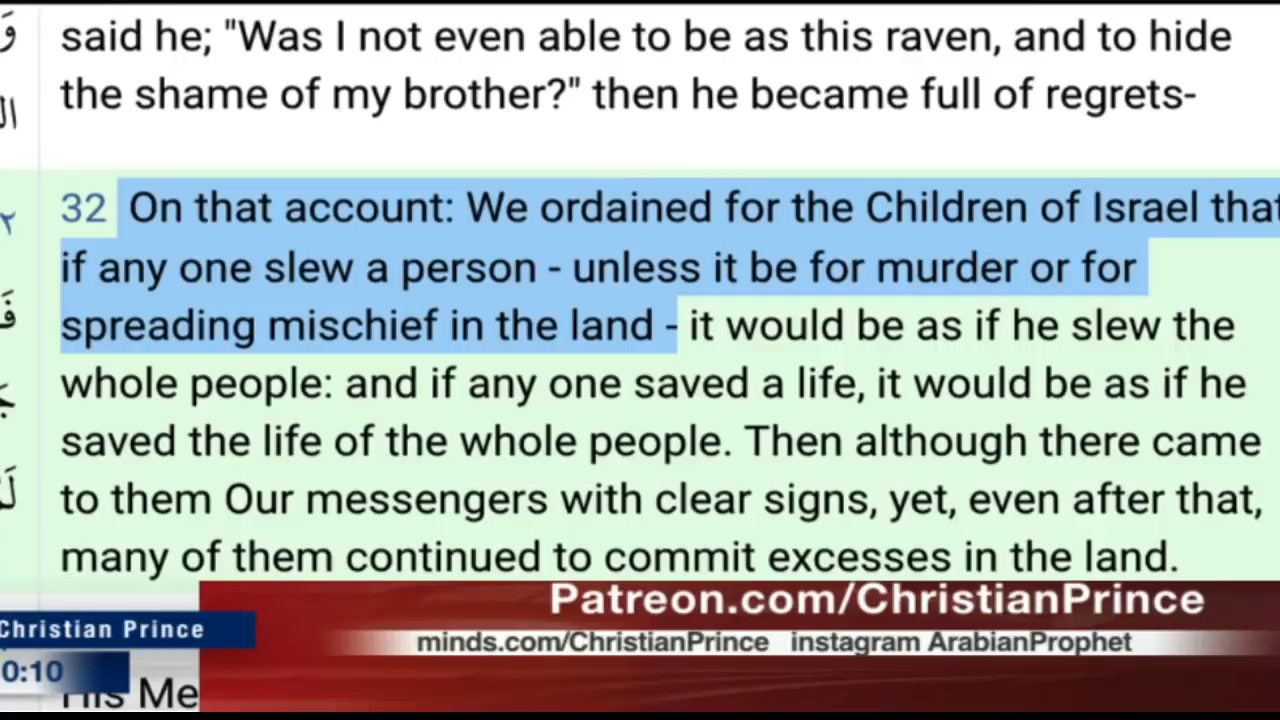 said he; "Was I not even able to be as this raven, and to hide
the shame of my brother?" then he became full of regrets-
32 On that account: We ordained for the Children of Israel that
if any one slew a person - unless it be for murder or for
spreading mischief in the land - it would be as if he slew the
whole people: and if any one saved a life, it would be as if he
saved the life of the whole people. Then although there came
to them Our messengers with clear signs, yet, even after that,
many of them continued to commit excesses in the land.
Patreon.com/ChristianPrince
Christian Prince
minds.com/ChristianPrince instagram ArabianProphet
0:10
His Me